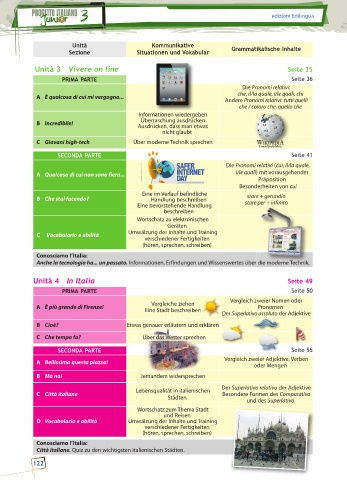 PROGETTO ITALIANO
Junior 3
edizioni Edilingua
Unità
Sezione
Kommunikative
Situationen und Vokabular
Grammatikalische Inhalte
Unità 3 Vivere on line
Seite 35
PRIMA PARTE
Seite 36
A È qualcosa di cui mi vergogno...
Die Pronomi relativi:
che, il/la quale, i/le quali, chi
Andere Pronomi relativi: tutti quelli
che / coloro che, quello che
B Incredibile!
Informationen wiedergeben
Überraschung ausdrücken
Ausdrücken, dass man etwas
nicht glaubt
C Giovani high-tech
Über moderne Technik sprechen
WIKIPEDIA
SECONDA PARTE
Seite 41
A Qualcosa di cui non sono fiero...
SAFER
INTERNET
DAY
Die Pronomi relativi (cui, il/la quale,
i/le quali) mit vorausgehender
Präposition
Besonderheiten von cui
B Che stai facendo?
Eine im Verlauf befindliche
Handlung beschreiben
Eine bevorstehende Handlung
beschreiben
stare + gerundio
stare per + infinito
C Vocabolario e abilità
Wortschatz zu elektronischen
Geräten
Umwälzung der Inhalte und Training
verschiedener Fertigkeiten
(hören, sprechen, schreiben)
Conosciamo l'Italia:
Anche la tecnologia ha... un passato. Informationen, Erfindungen und Wissenswertes über die moderne Technik.
Unità 4 In Italia
Seite 49
PRIMA PARTE
Seite 50
A È più grande di Firenze!
Vergleiche ziehen
Eine Stadt beschreiben
Vergleich zweier Nomen oder
Pronomen
Der Superlativo assoluto der Adjektive
B Cioè?
Etwas genauer erläutern und erklären
C Che tempo fa?
Über das Wetter sprechen
SECONDA PARTE
Seite 55
A Bellissima questa piazza!
Vergleich zweier Adjektive, Verben
oder Mengen
B Ma no!
Jemandem widersprechen
C Città italiane
Lebensqualität in italienischen
Städten
Der Superlativo relativo der Adjektive
Besondere Formen des Comparativo
und des Superlativo
D Vocabolario e abilità
Wortschatz zum Thema Stadt
und Reisen
Umwälzung der Inhalte und Training
verschiedener Fertigkeiten
(hören, sprechen, schreiben)
Conosciamo l'Italia:
Città italiane. Quiz zu den wichtigsten italienischen Städten.
122